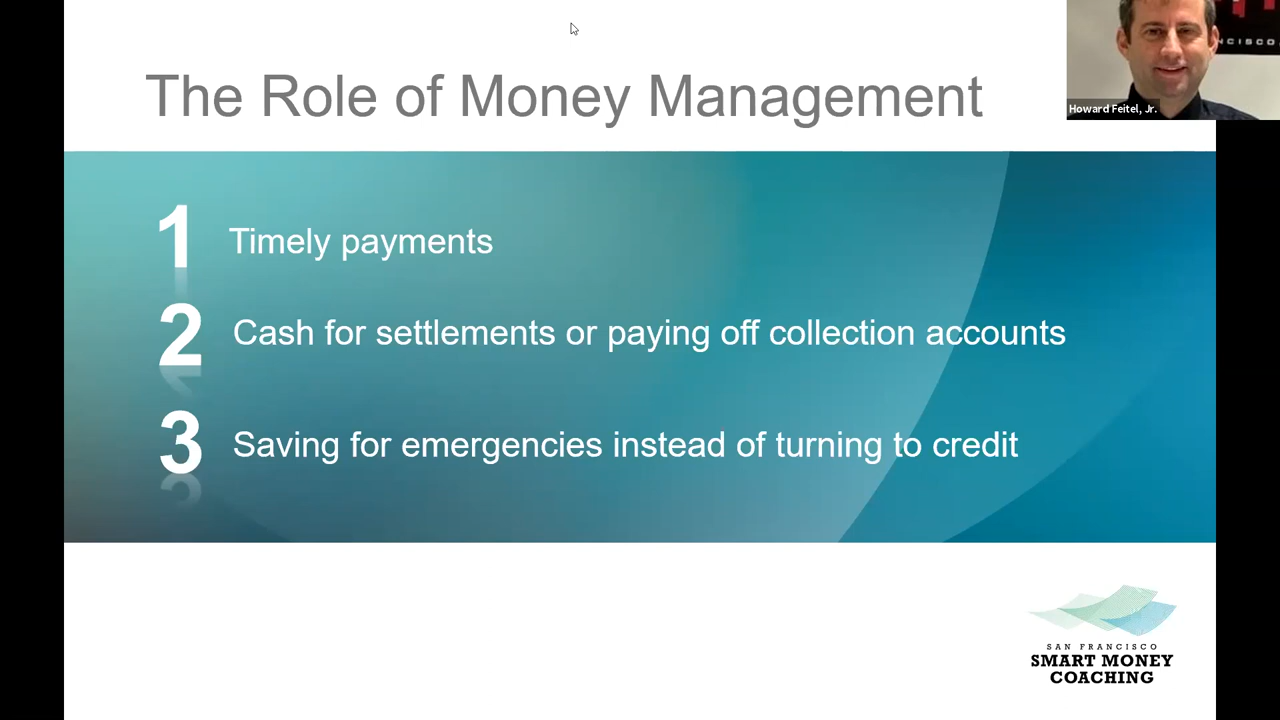 The Role of Money Management
NCISCO
Howard Feitel, Jr.
1 Timely payments
2 Cash for settlements or paying off collection accounts
3 Saving for emergencies instead of turning to credit
SAN FRANCISCO
SMART MONEY
COACHING